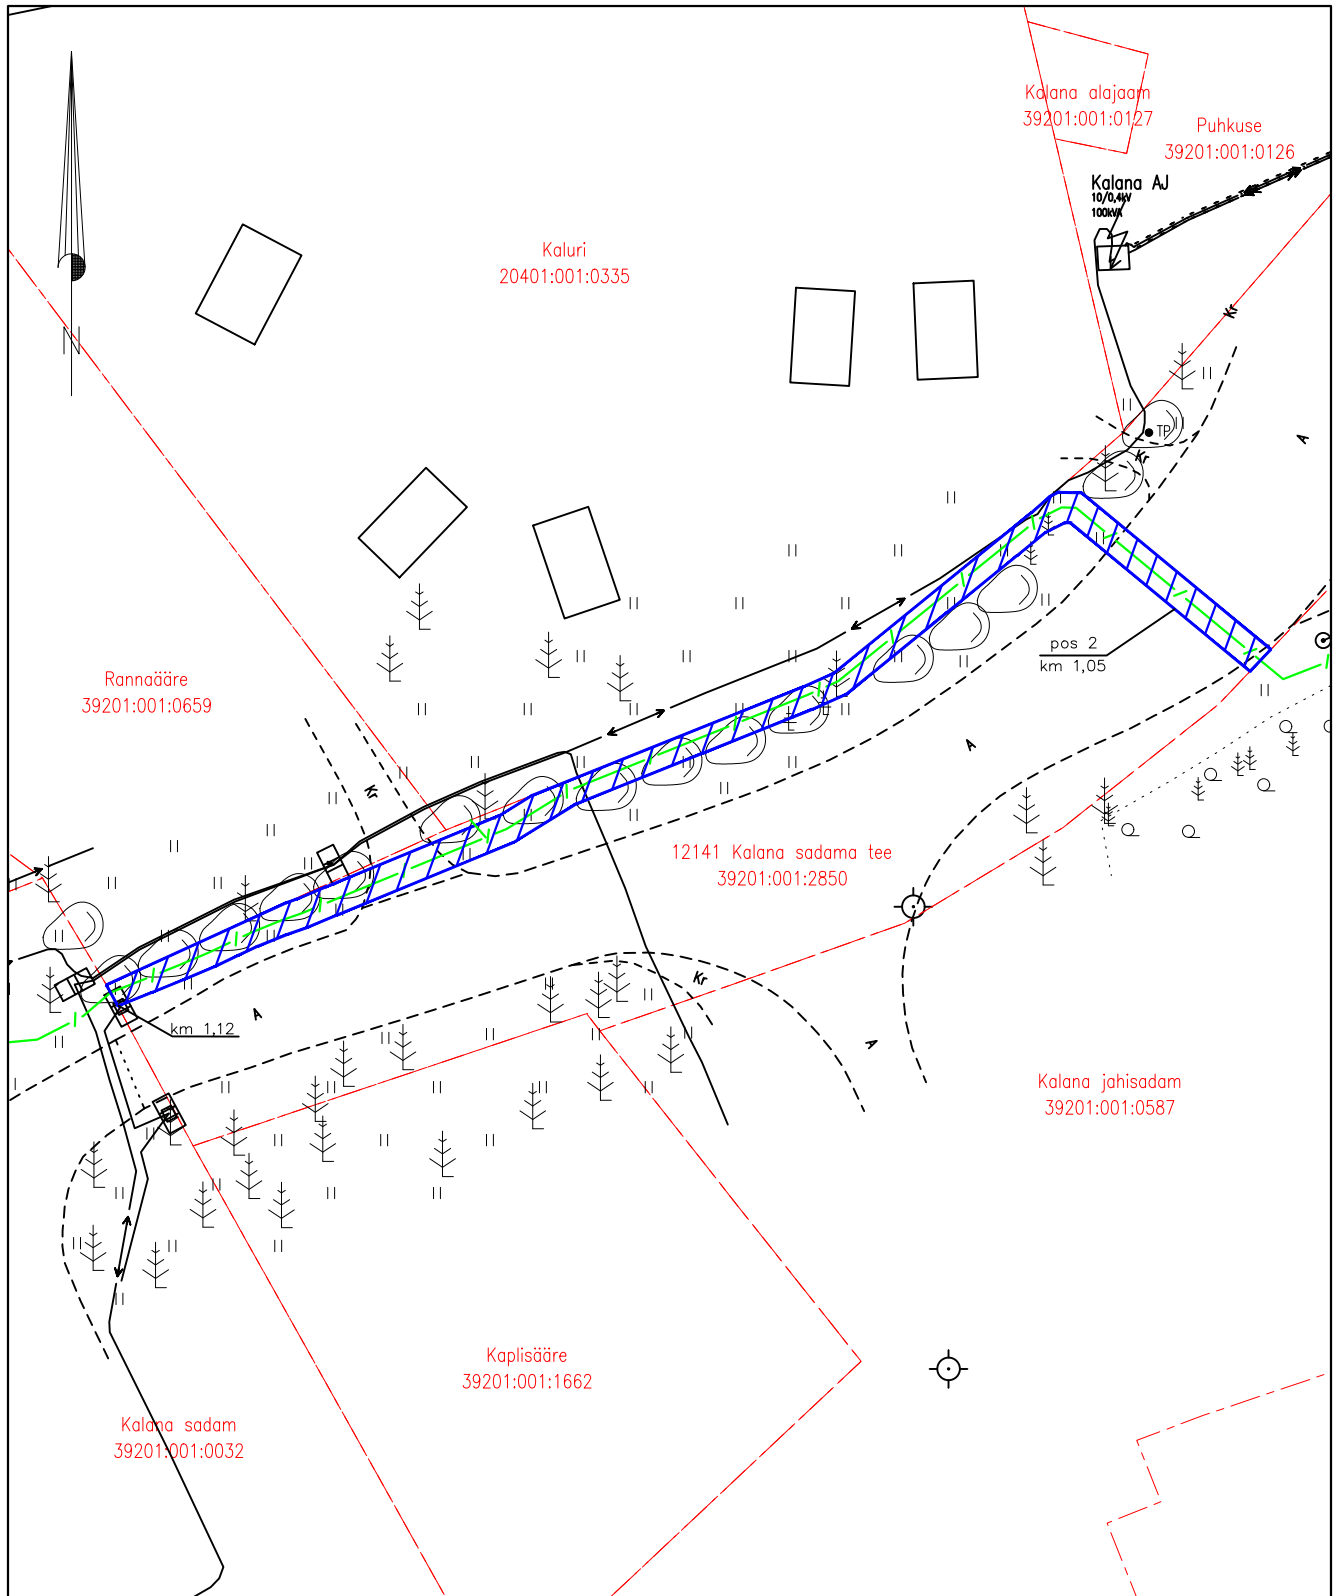 Kalana alajaam
39201:001:0127
Puhkuse
39201:001:0126
Kalana AJ
10/0,4kV
100kVA
Kaluri
20401:001:0335
N
Kr
TP
A
Kr
pos 2
km 1,05
Rannaääre
39201:001:0659
A
Kr
12141 Kalana sadama tee
39201:001:2850
Kr
A
km 1,12
A
Kalana jahisadam
39201:001:0587
Kaplisääre
39201:001:1662
Kalana sadam
39201:001:0032